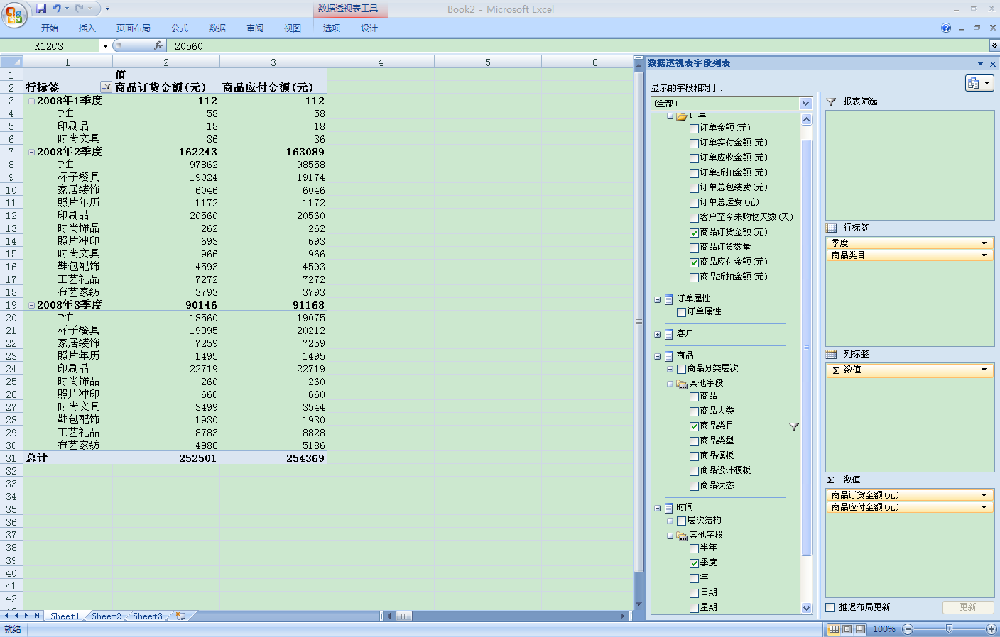 数据透视表工具
Book2 - Microsoft Excel
开始 插入 页面布局 公式 数据 审阅 视图 选项 设计
R12C3 fx 20560
1 2 3 4 5 6
1 值
2 行标签 商品订货金额(元) 商品应付金额(元)
3 2008年1季度 112 112
4 T恤 58 58
5 印刷品 18 18
6 时尚文具 36 36
7 2008年2季度 162243 163089
8 T恤 97862 98558
9 杯子餐具 19024 19174
10 家居装饰 6046 6046
11 照片年历 1172 1172
12 印刷品 20560 20560
13 时尚饰品 262 262
14 照片冲印 693 693
15 时尚文具 966 966
16 鞋包配饰 4593 4593
17 工艺礼品 7272 7272
18 布艺家纺 3793 3793
19 2008年3季度 90146 91168
20 T恤 18560 19075
21 杯子餐具 19995 20212
22 家居装饰 7259 7259
23 照片年历 1495 1495
24 印刷品 22719 22719
25 时尚饰品 260 260
26 照片冲印 660 660
27 时尚文具 3499 3544
28 鞋包配饰 1930 1930
29 工艺礼品 8783 8828
30 布艺家纺 4986 5186
31 总计 252501 254369
32
33
34
35
36
37
38
39
40
41
42
Sheet1 Sheet2 Sheet3
就绪
数据透视表字段列表
显示的字段相对于:
(全部)
订单
订单金额(元)
订单实付金额(元)
订单应收金额(元)
订单折扣金额(元)
订单总包装费(元)
订单总运费(元)
客户至今未购物天数(天)
商品订货金额(元)
商品订货数量
商品应付金额(元)
商品折扣金额(元)
订单属性
订单属性
客户
商品
商品分类层次
其他字段
商品
商品大类
商品类目
商品类型
商品模板
商品设计模板
商品状态
时间
层次结构
其他字段
半年
季度
年
日期
星期
报表筛选
行标签
季度
商品类目
列标签
Σ 数值
Σ 数值
商品订货金额(元)
商品应付金额(元)
推迟布局更新 更新
100%